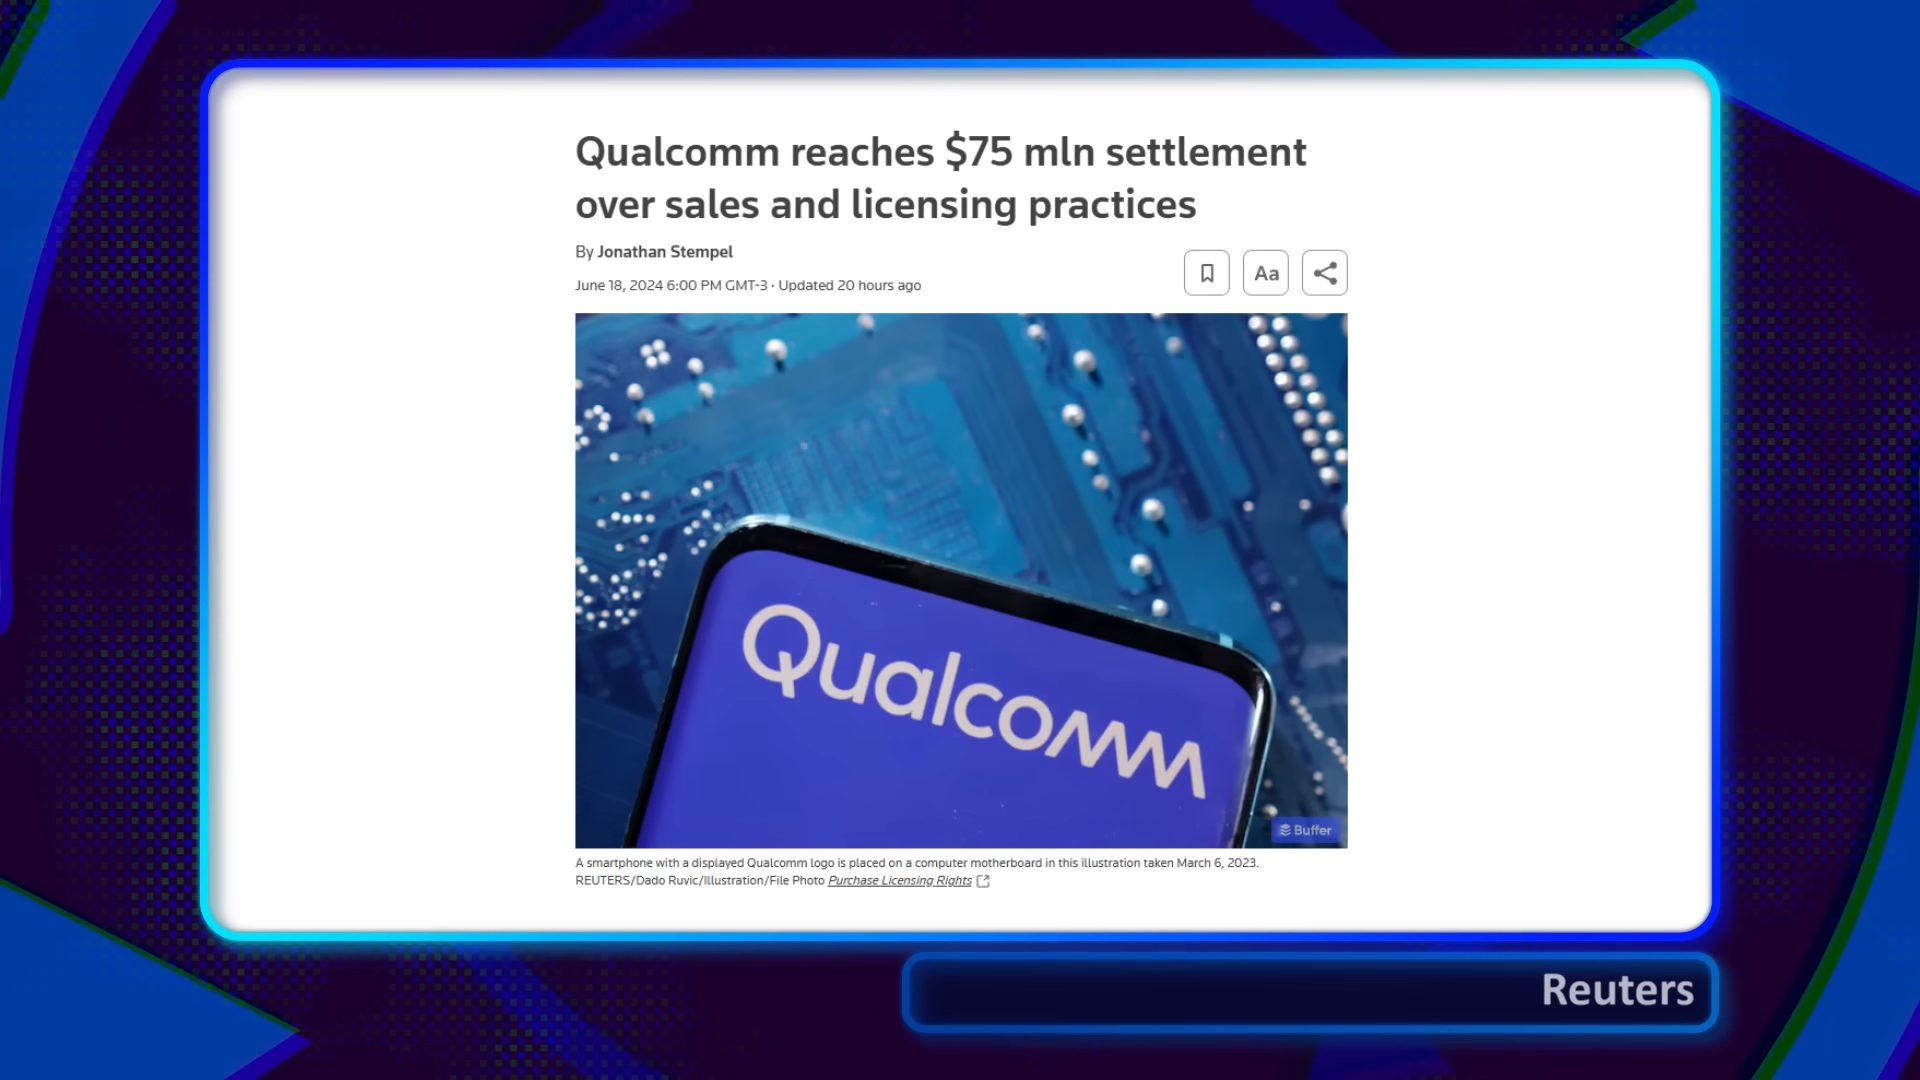 Qualcomm reaches $75 mln settlement
over sales and licensing practices
By Jonathan Stempel
June 18, 2024 6:00 PM GMT-3 · Updated 20 hours ago
Aa
Qualcomm
Buffer
A smartphone with a displayed Qualcomm logo is placed on a computer motherboard in this illustration taken March 6, 2023.
REUTERS/Dado Ruvic/Illustration/File Photo Purchase Licensing Rights
Reuters